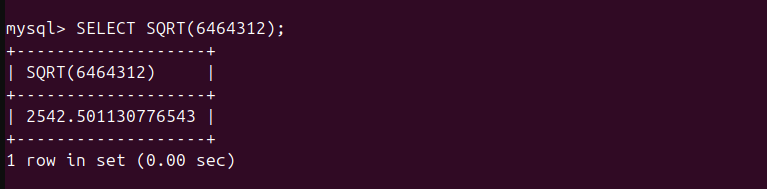 mysql> SELECT SQRT(6464312);
+-------------------+
| SQRT(6464312)     |
+-------------------+
| 2542.501130776543 |
+-------------------+
1 row in set (0.00 sec)